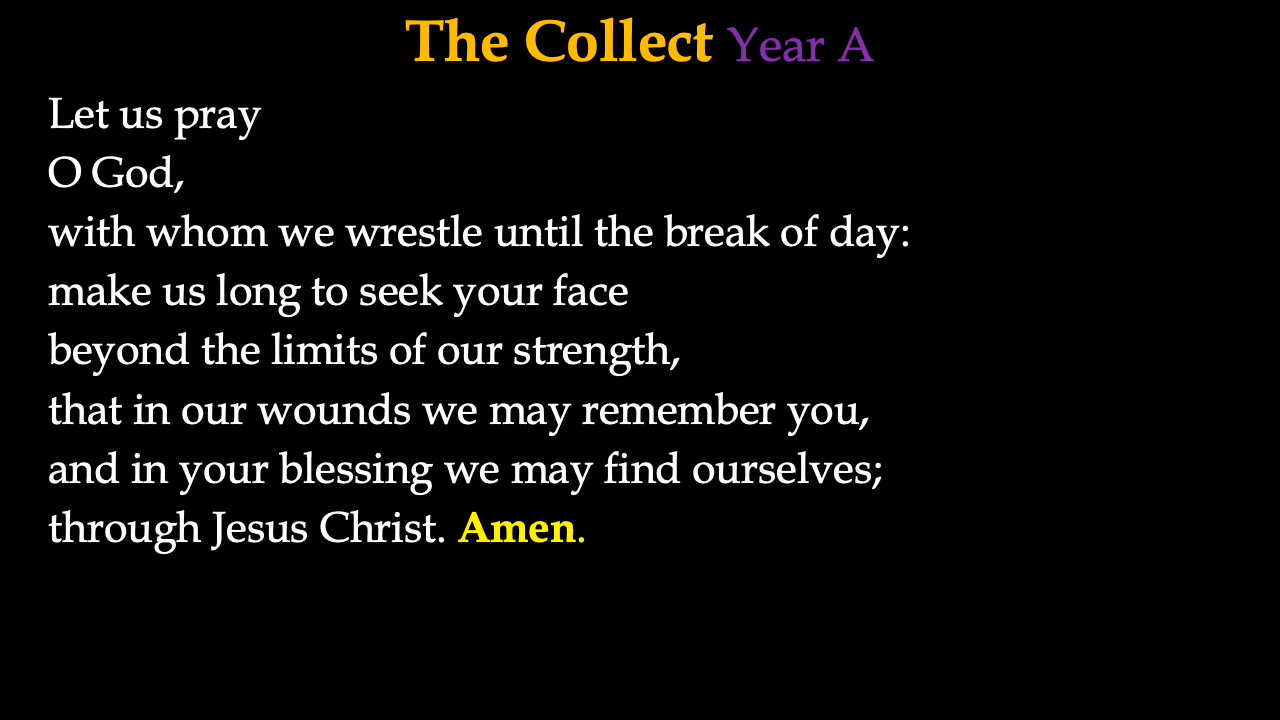 The Collect Year A
Let us pray
O God,
with whom we wrestle until the break of day:
make us long to seek your face
beyond the limits of our strength,
that in our wounds we may remember you,
and in your blessing we may find ourselves;
through Jesus Christ. Amen.